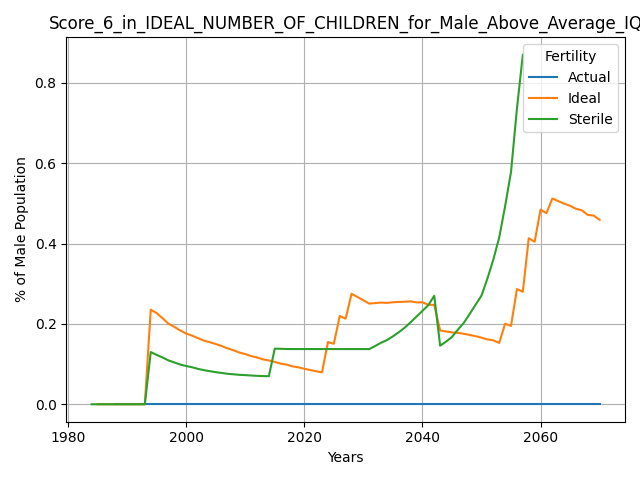 Score_6_in_IDEAL_NUMBER_OF_CHILDREN_for_Male_Above_Average_IQ
Fertility
Actual
Ideal
Sterile
% of Male Population
0.8
0.6
0.4
0.2
0.0
1980 2000 2020 2040 2060
Years